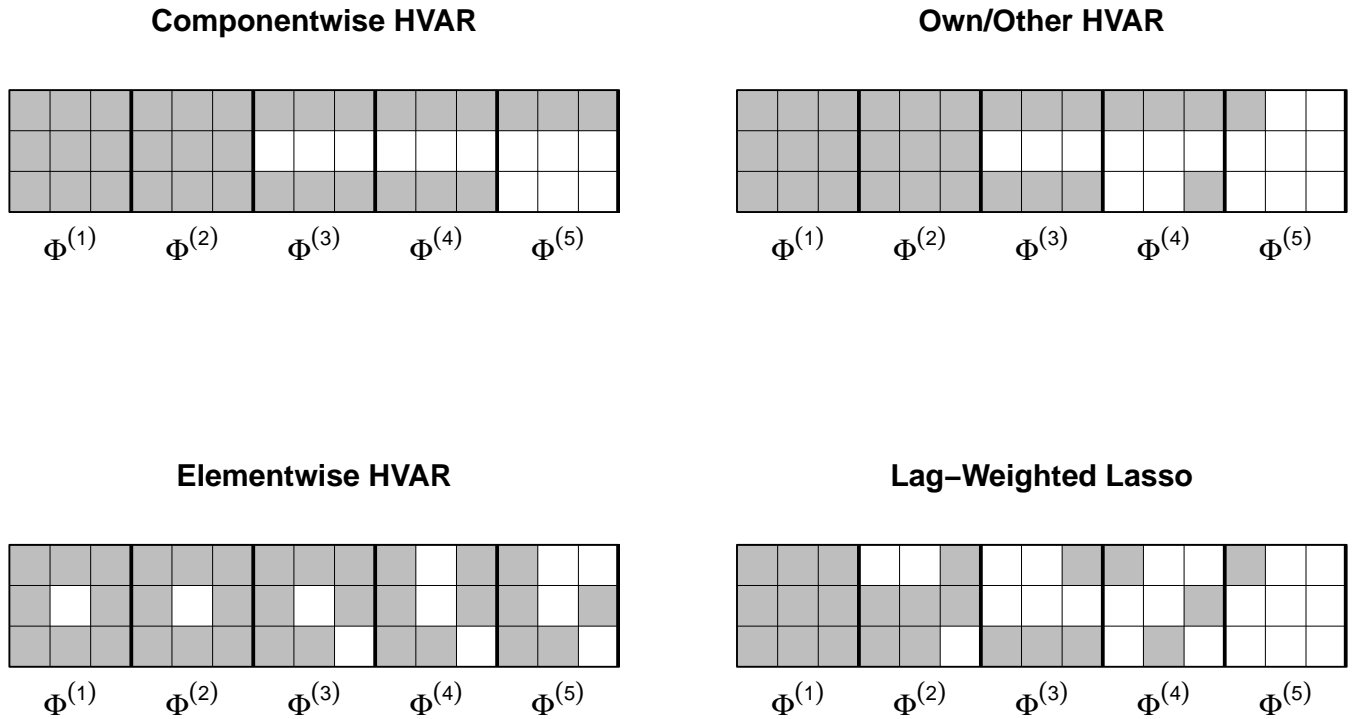 Componentwise HVAR
Own/Other HVAR
Φ(1) Φ(2) Φ(3) Φ(4) Φ(5)
Φ(1) Φ(2) Φ(3) Φ(4) Φ(5)
Elementwise HVAR
Lag−Weighted Lasso
Φ(1) Φ(2) Φ(3) Φ(4) Φ(5)
Φ(1) Φ(2) Φ(3) Φ(4) Φ(5)